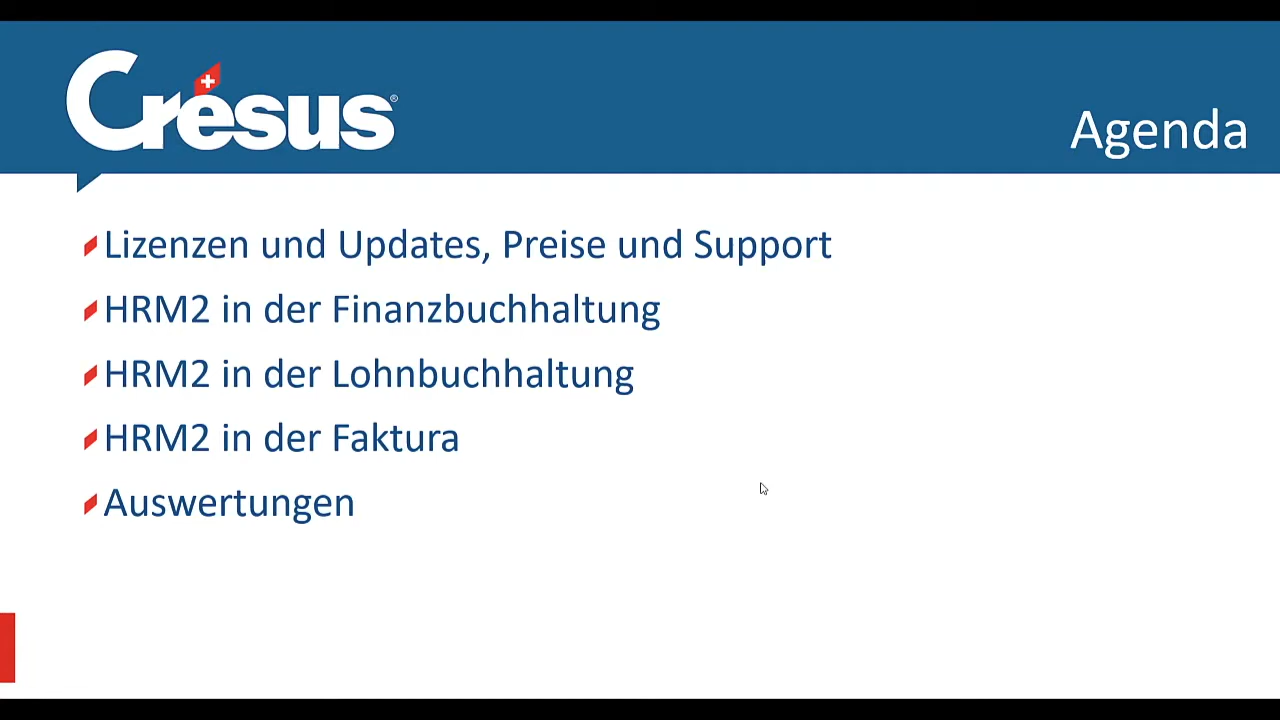 Crésus®
Agenda
Lizenzen und Updates, Preise und Support
HRM2 in der Finanzbuchhaltung
HRM2 in der Lohnbuchhaltung
HRM2 in der Faktura
Auswertungen